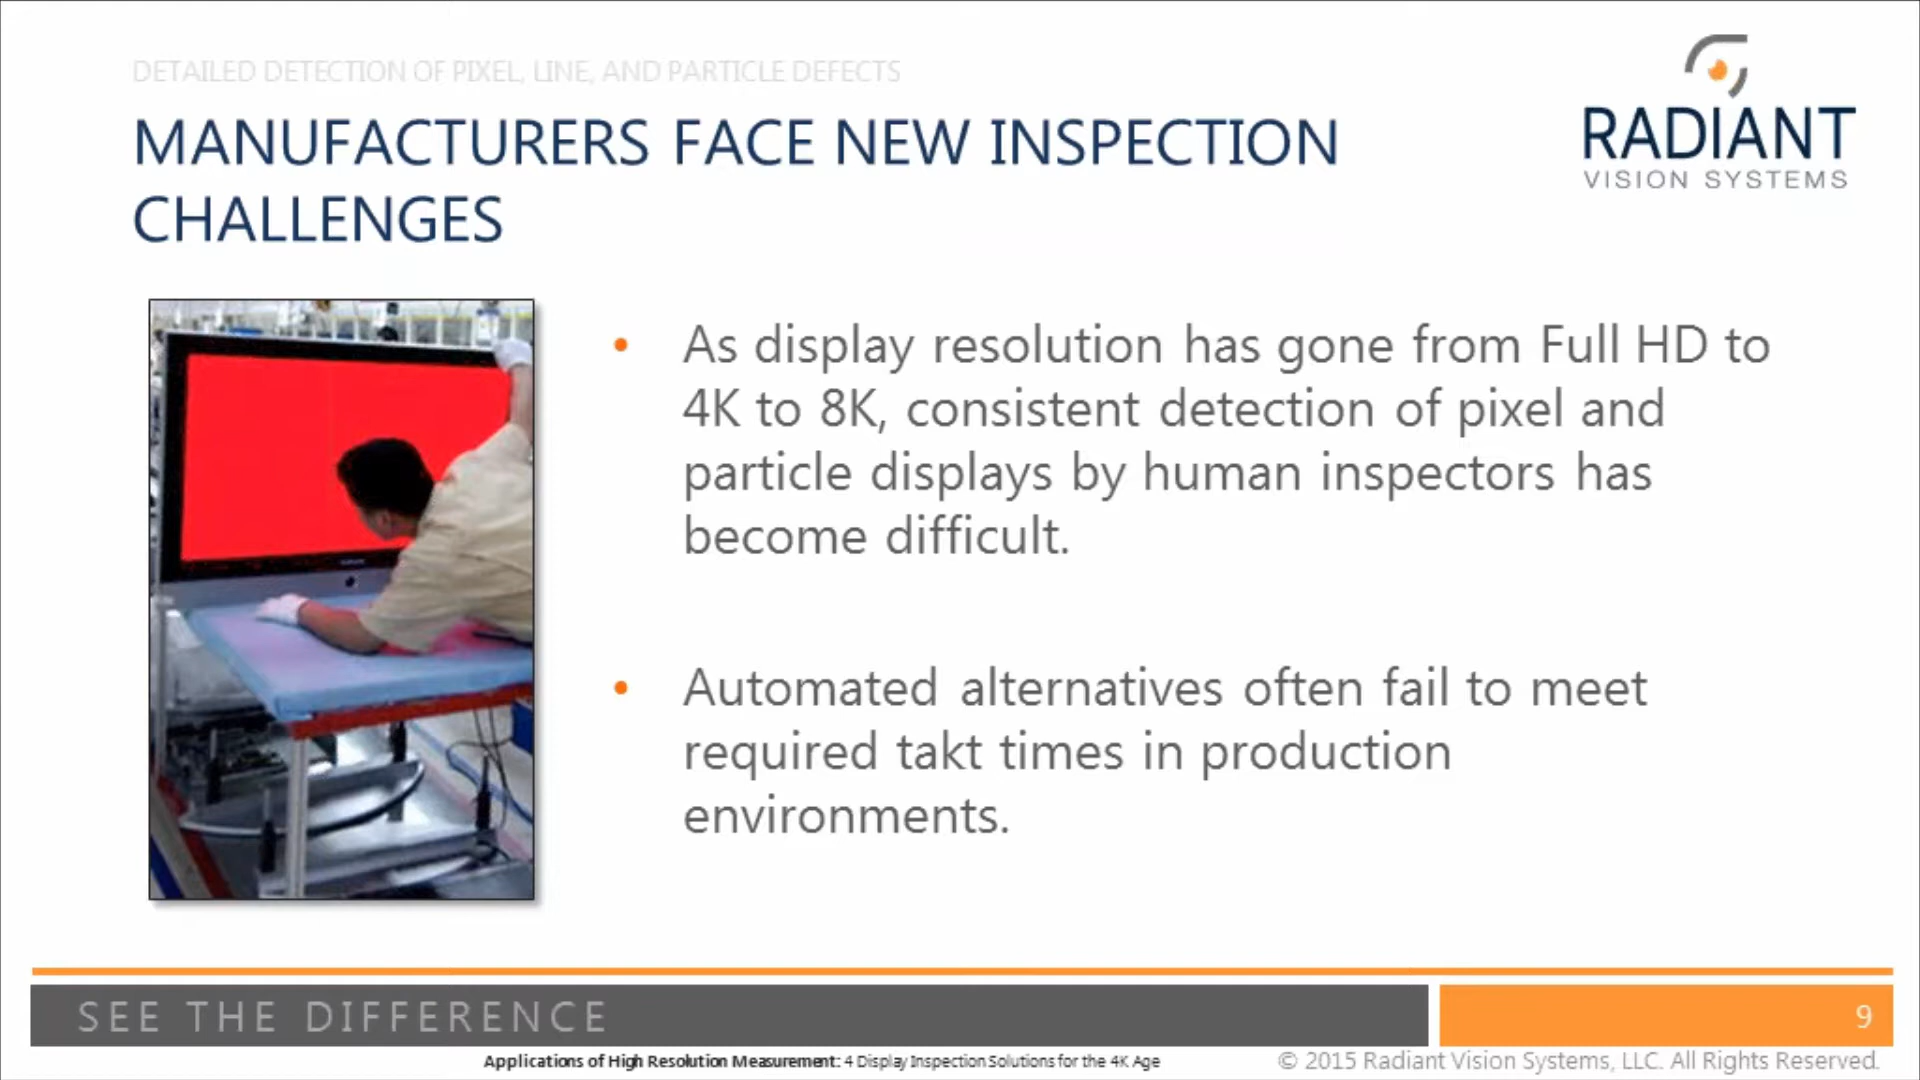 DETAILED DETECTION OF PIXEL, LINE, AND PARTICLE DEFECTS
MANUFACTURERS FACE NEW INSPECTION
CHALLENGES
RADIANT
VISION SYSTEMS
• As display resolution has gone from Full HD to
4K to 8K, consistent detection of pixel and
particle displays by human inspectors has
become difficult.
• Automated alternatives often fail to meet
required takt times in production
environments.
SEE THE DIFFERENCE
9
Applications of High Resolution Measurement: 4 Display Inspection Solutions for the 4K Age
© 2015 Radiant Vision Systems, LLC. All Rights Reserved.